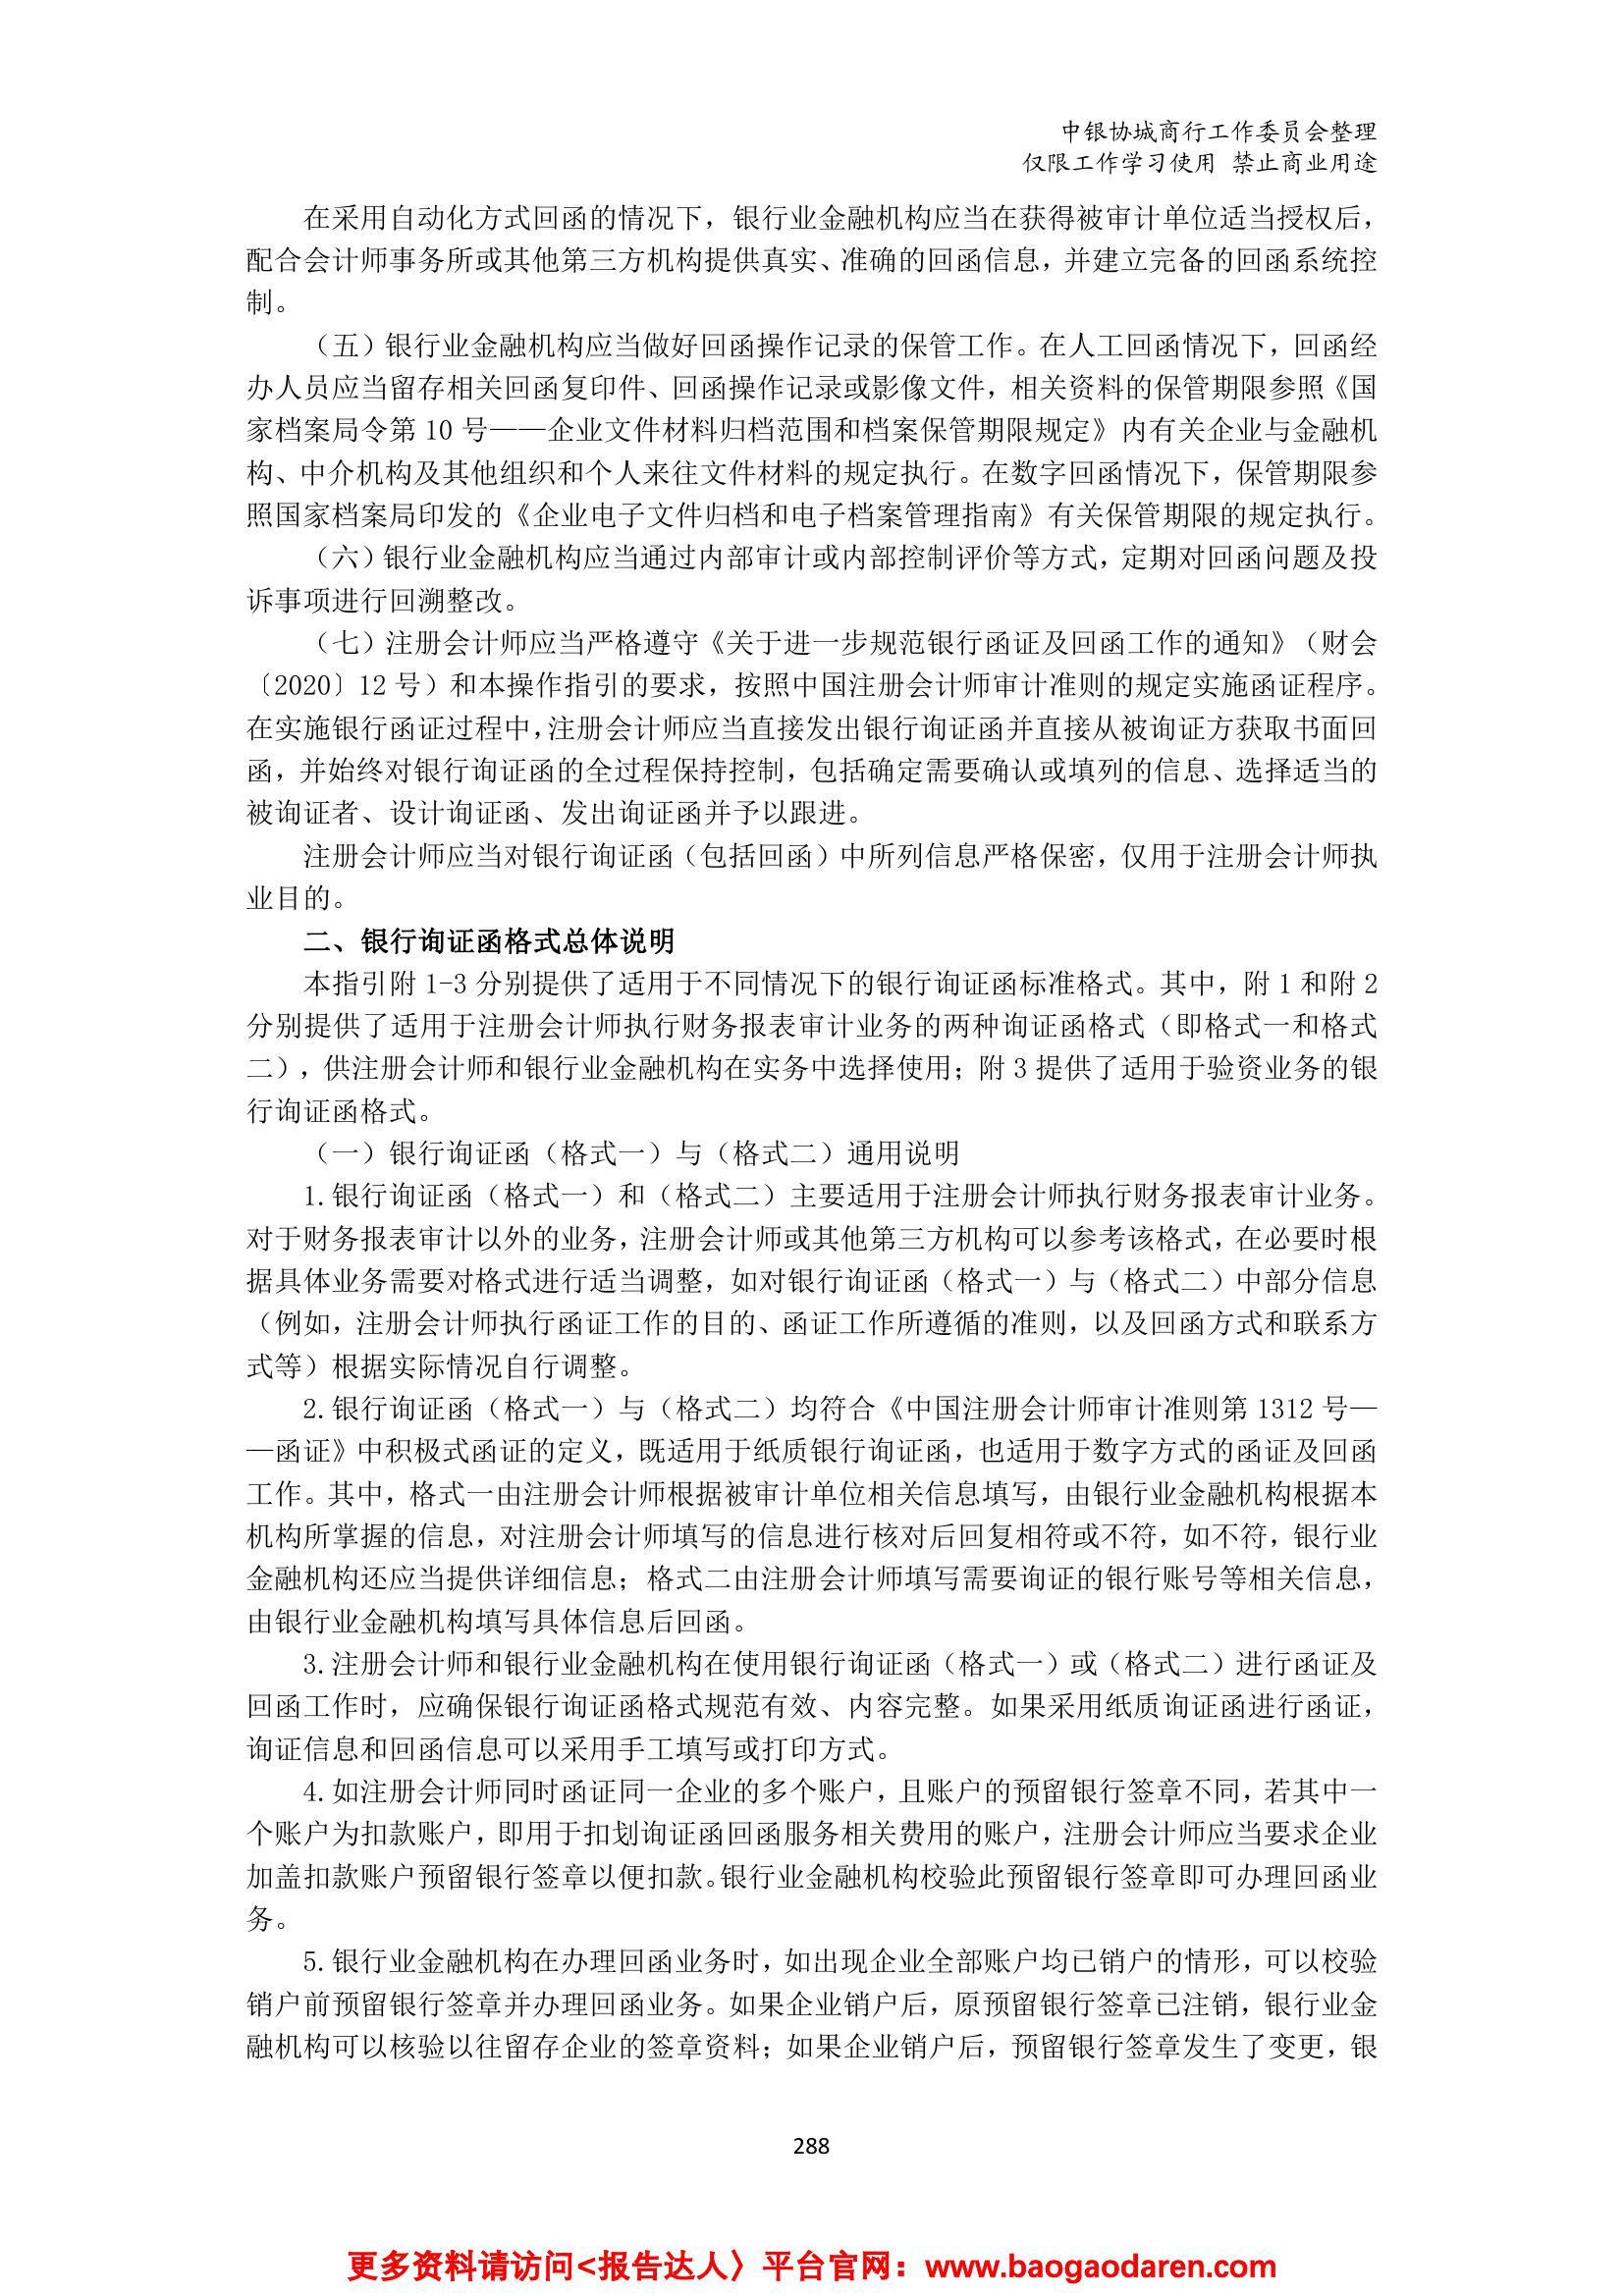 中银协城商行工作委员会整理
仅限工作学习使用 禁止商业用途
在采用自动化方式回函的情况下，银行业金融机构应当在获得被审计单位适当授权后，
配合会计师事务所或其他第三方机构提供真实、准确的回函信息，并建立完备的回函系统控
制。
（五）银行业金融机构应当做好回函操作记录的保管工作。在人工回函情况下，回函经
办人员应当留存相关回函复印件、回函操作记录或影像文件，相关资料的保管期限参照《国
家档案局令第 10 号——企业文件材料归档范围和档案保管期限规定》内有关企业与金融机
构、中介机构及其他组织和个人来往文件材料的规定执行。在数字回函情况下，保管期限参
照国家档案局印发的《企业电子文件归档和电子档案管理指南》有关保管期限的规定执行。
（六）银行业金融机构应当通过内部审计或内部控制评价等方式，定期对回函问题及投
诉事项进行回溯整改。
（七）注册会计师应当严格遵守《关于进一步规范银行函证及回函工作的通知》（财会
〔2020〕12 号）和本操作指引的要求，按照中国注册会计师审计准则的规定实施函证程序。
在实施银行函证过程中，注册会计师应当直接发出银行询证函并直接从被询证方获取书面回
函，并始终对银行询证函的全过程保持控制，包括确定需要确认或填列的信息、选择适当的
被询证者、设计询证函、发出询证函并予以跟进。
注册会计师应当对银行询证函（包括回函）中所列信息严格保密，仅用于注册会计师执
业目的。
二、银行询证函格式总体说明
本指引附 1-3 分别提供了适用于不同情况下的银行询证函标准格式。其中，附 1 和附 2
分别提供了适用于注册会计师执行财务报表审计业务的两种询证函格式（即格式一和格式
二），供注册会计师和银行业金融机构在实务中选择使用；附 3 提供了适用于验资业务的银
行询证函格式。
（一）银行询证函（格式一）与（格式二）通用说明
1.银行询证函（格式一）和（格式二）主要适用于注册会计师执行财务报表审计业务。
对于财务报表审计以外的业务，注册会计师或其他第三方机构可以参考该格式，在必要时根
据具体业务需要对格式进行适当调整，如对银行询证函（格式一）与（格式二）中部分信息
（例如，注册会计师执行函证工作的目的、函证工作所遵循的准则，以及回函方式和联系方
式等）根据实际情况自行调整。
2.银行询证函（格式一）与（格式二）均符合《中国注册会计师审计准则第 1312 号—
—函证》中积极式函证的定义，既适用于纸质银行询证函，也适用于数字方式的函证及回函
工作。其中，格式一由注册会计师根据被审计单位相关信息填写，由银行业金融机构根据本
机构所掌握的信息，对注册会计师填写的信息进行核对后回复相符或不符，如不符，银行业
金融机构还应当提供详细信息；格式二由注册会计师填写需要询证的银行账号等相关信息，
由银行业金融机构填写具体信息后回函。
3.注册会计师和银行业金融机构在使用银行询证函（格式一）或（格式二）进行函证及
回函工作时，应确保银行询证函格式规范有效、内容完整。如果采用纸质询证函进行函证，
询证信息和回函信息可以采用手工填写或打印方式。
4.如注册会计师同时函证同一企业的多个账户，且账户的预留银行签章不同，若其中一
个账户为扣款账户，即用于扣划询证函回函服务相关费用的账户，注册会计师应当要求企业
加盖扣款账户预留银行签章以便扣款。银行业金融机构校验此预留银行签章即可办理回函业
务。
5.银行业金融机构在办理回函业务时，如出现企业全部账户均已销户的情形，可以校验
销户前预留银行签章并办理回函业务。如果企业销户后，原预留银行签章已注销，银行业金
融机构可以核验以往留存企业的签章资料；如果企业销户后，预留银行签章发生了变更，银
288
更多资料请访问<报告达人〉平台官网：www.baogaodaren.com